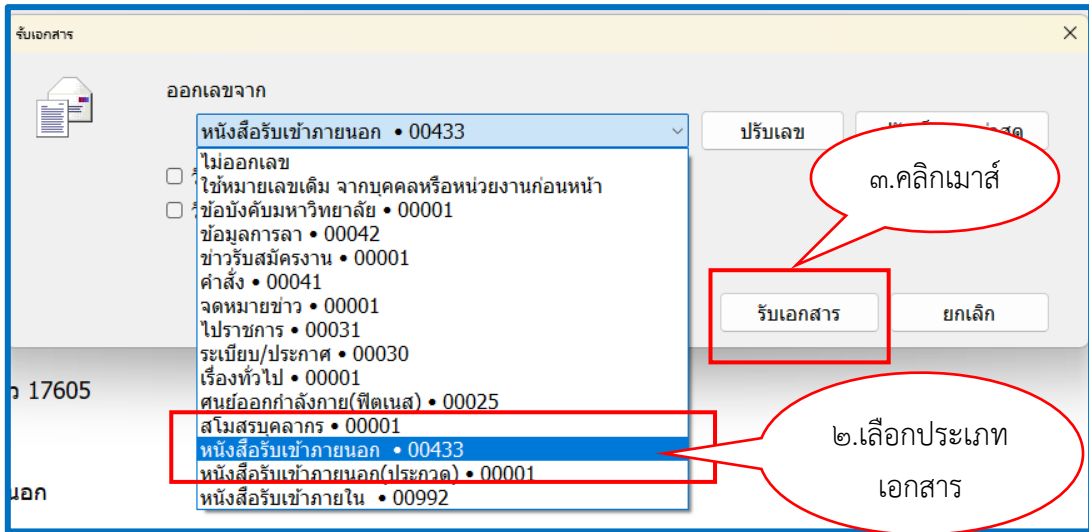 รับเอกสาร
ออกเลขจาก
หนังสือรับเข้าภายนอก • 00433
ปรับเลข
ไม่ออกเลข
ใช้หมายเลขเดิม จากบุคคลหรือหน่วยงานก่อนหน้า
ข้อบังคับมหาวิทยาลัย • 00001
ข้อมูลการลา • 00042
ข่าวรับสมัครงาน • 00001
คำสั่ง • 00041
จดหมายข่าว • 00001
ไปราชการ • 00031
ระเบียบ/ประกาศ • 00030
เรื่องทั่วไป • 00001
ศูนย์ออกกำลังกาย(ฟิตเนส) • 00025
สโมสรบุคลากร • 00001
หนังสือรับเข้าภายนอก • 00433
หนังสือรับเข้าภายนอก(ประกวด) • 00001
หนังสือรับเข้าภายใน • 00992
๓.คลิกเมาส์
รับเอกสาร
ยกเลิก
17605
๒.เลือกประเภท
เอกสาร